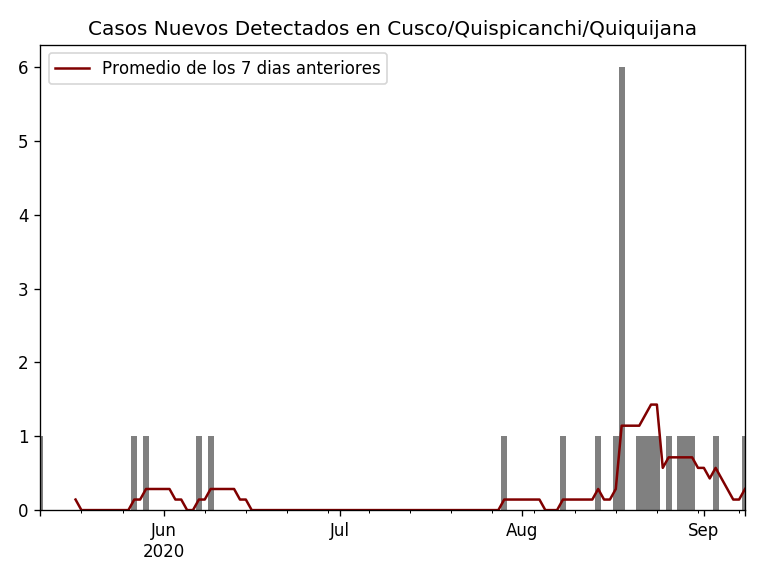 Casos Nuevos Detectados en Cusco/Quispicanchi/Quiquijana
Promedio de los 7 dias anteriores
6
5
4
3
2
1
0
Jun
2020
Jul
Aug
Sep